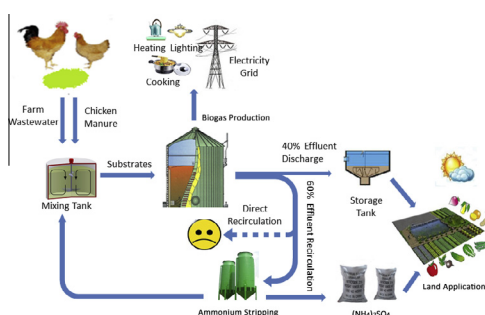 Heating Lighting
Cooking
Electricity
Grid
Farm
Wastewater
Chicken
Manure
Biogas Production
Substrates
Mixing Tank
40% Effluent
Discharge
Storage
Tank
Direct
Recirculation
60% Effluent Recirculation
Land Application
Ammonium Stripping
(NH₄)₂SO₄